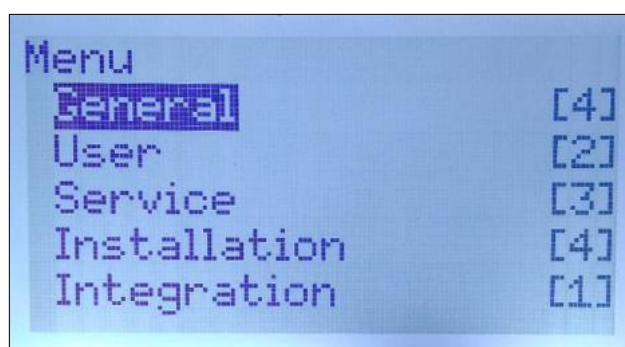 Menu
General [4]
User [2]
Service [3]
Installation [4]
Integration [1]